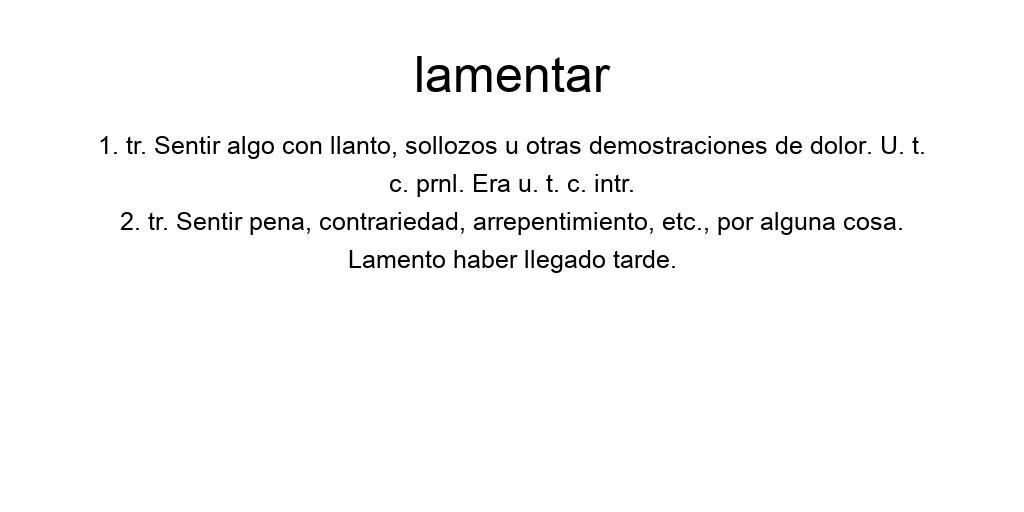 lamentar
1. tr. Sentir algo con llanto, sollozos u otras demostraciones de dolor. U. t.
c. prnl. Era u. t. c. intr.
2. tr. Sentir pena, contrariedad, arrepentimiento, etc., por alguna cosa.
Lamento haber llegado tarde.